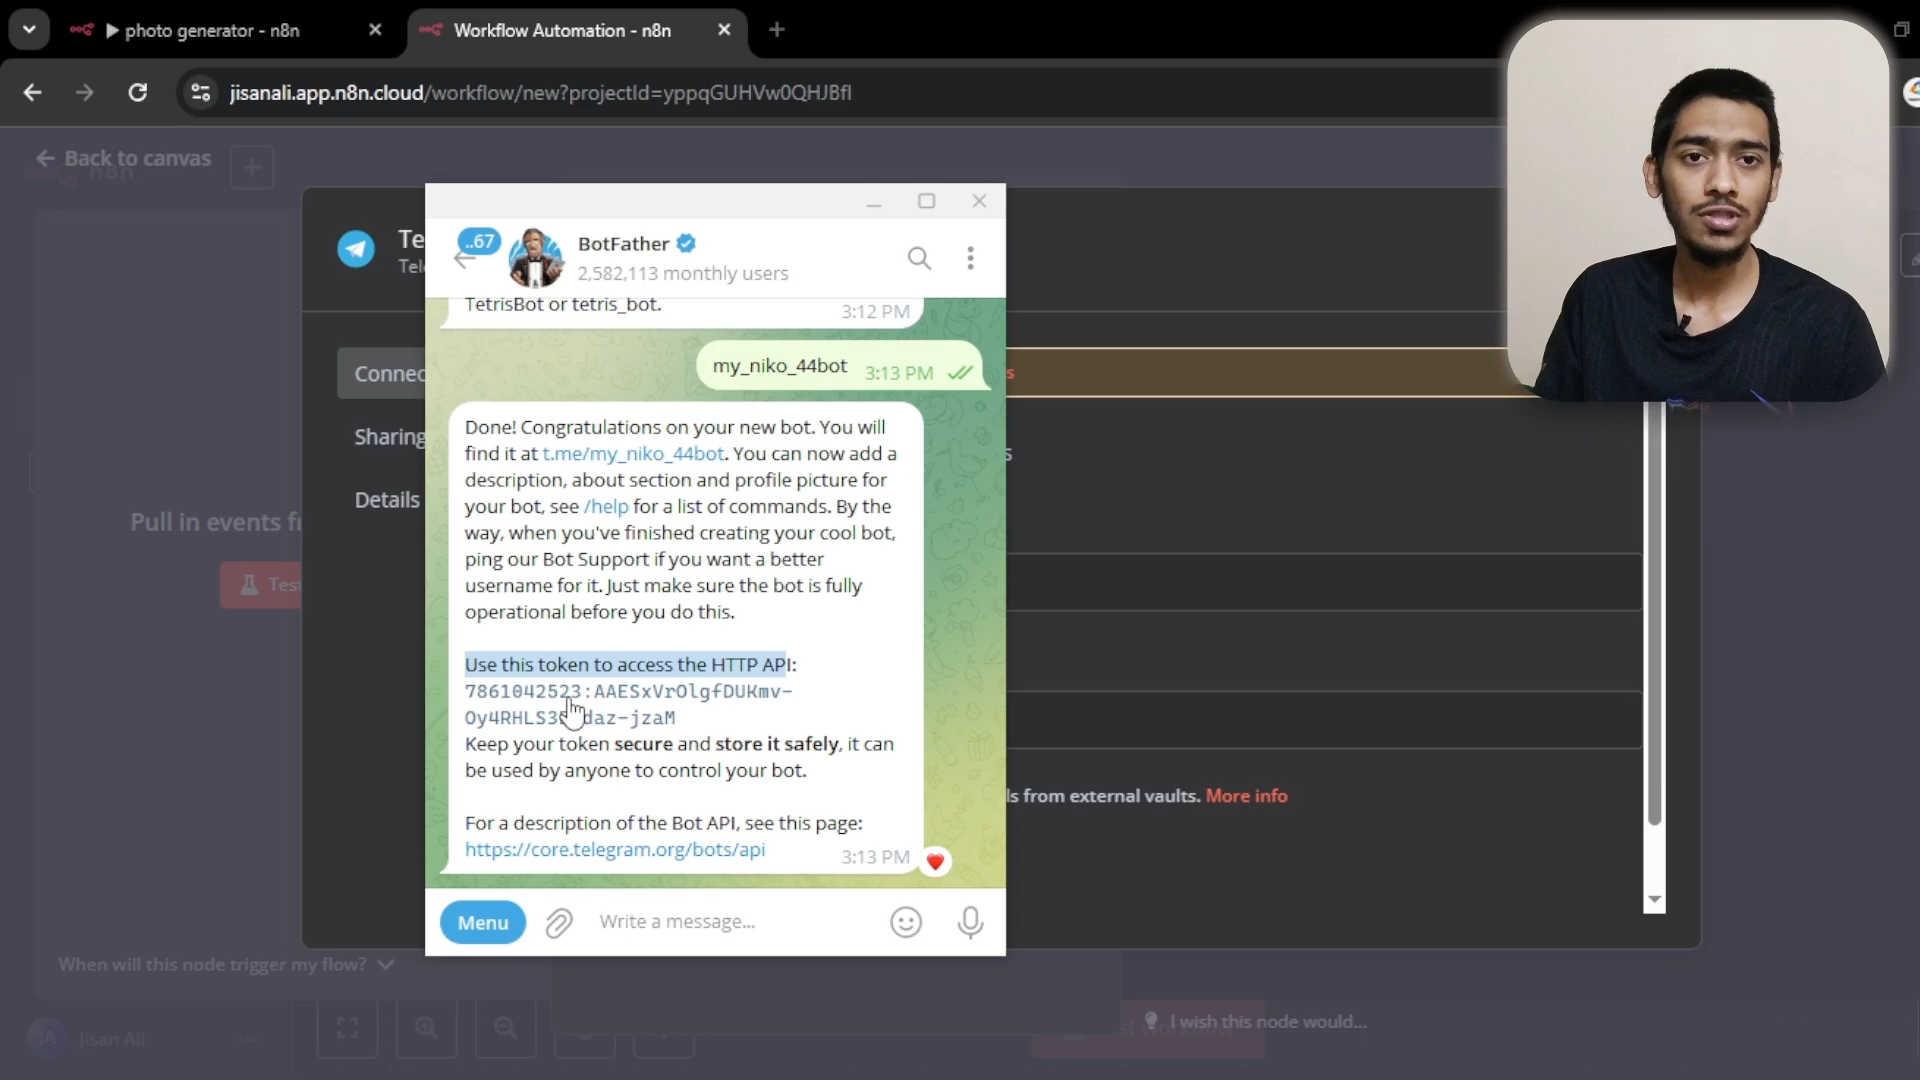 photo generator - n8n
Workflow Automation - n8n
jisanali.app.n8n.cloud/workflow/new?projectId=yppqGUHVw0QHJBfl
Back to canvas
n8n
Te
Tel
Connec
Sharing
Details
Pull in events fr
Test
When will this node trigger my flow?
JA
Jisan Ali
..67
BotFather
2,582,113 monthly users
TetrisBot or tetris_bot.
3:12 PM
my_niko_44bot
3:13 PM
Done! Congratulations on your new bot. You will
find it at t.me/my_niko_44bot. You can now add a
description, about section and profile picture for
your bot, see /help for a list of commands. By the
way, when you've finished creating your cool bot,
ping our Bot Support if you want a better
username for it. Just make sure the bot is fully
operational before you do this.
Use this token to access the HTTP API:
Keep your token secure and store it safely, it can
be used by anyone to control your bot.
For a description of the Bot API, see this page:
https://core.telegram.org/bots/api
3:13 PM
Menu
Write a message...
s
s
ls from external vaults. More info
I wish this node would...